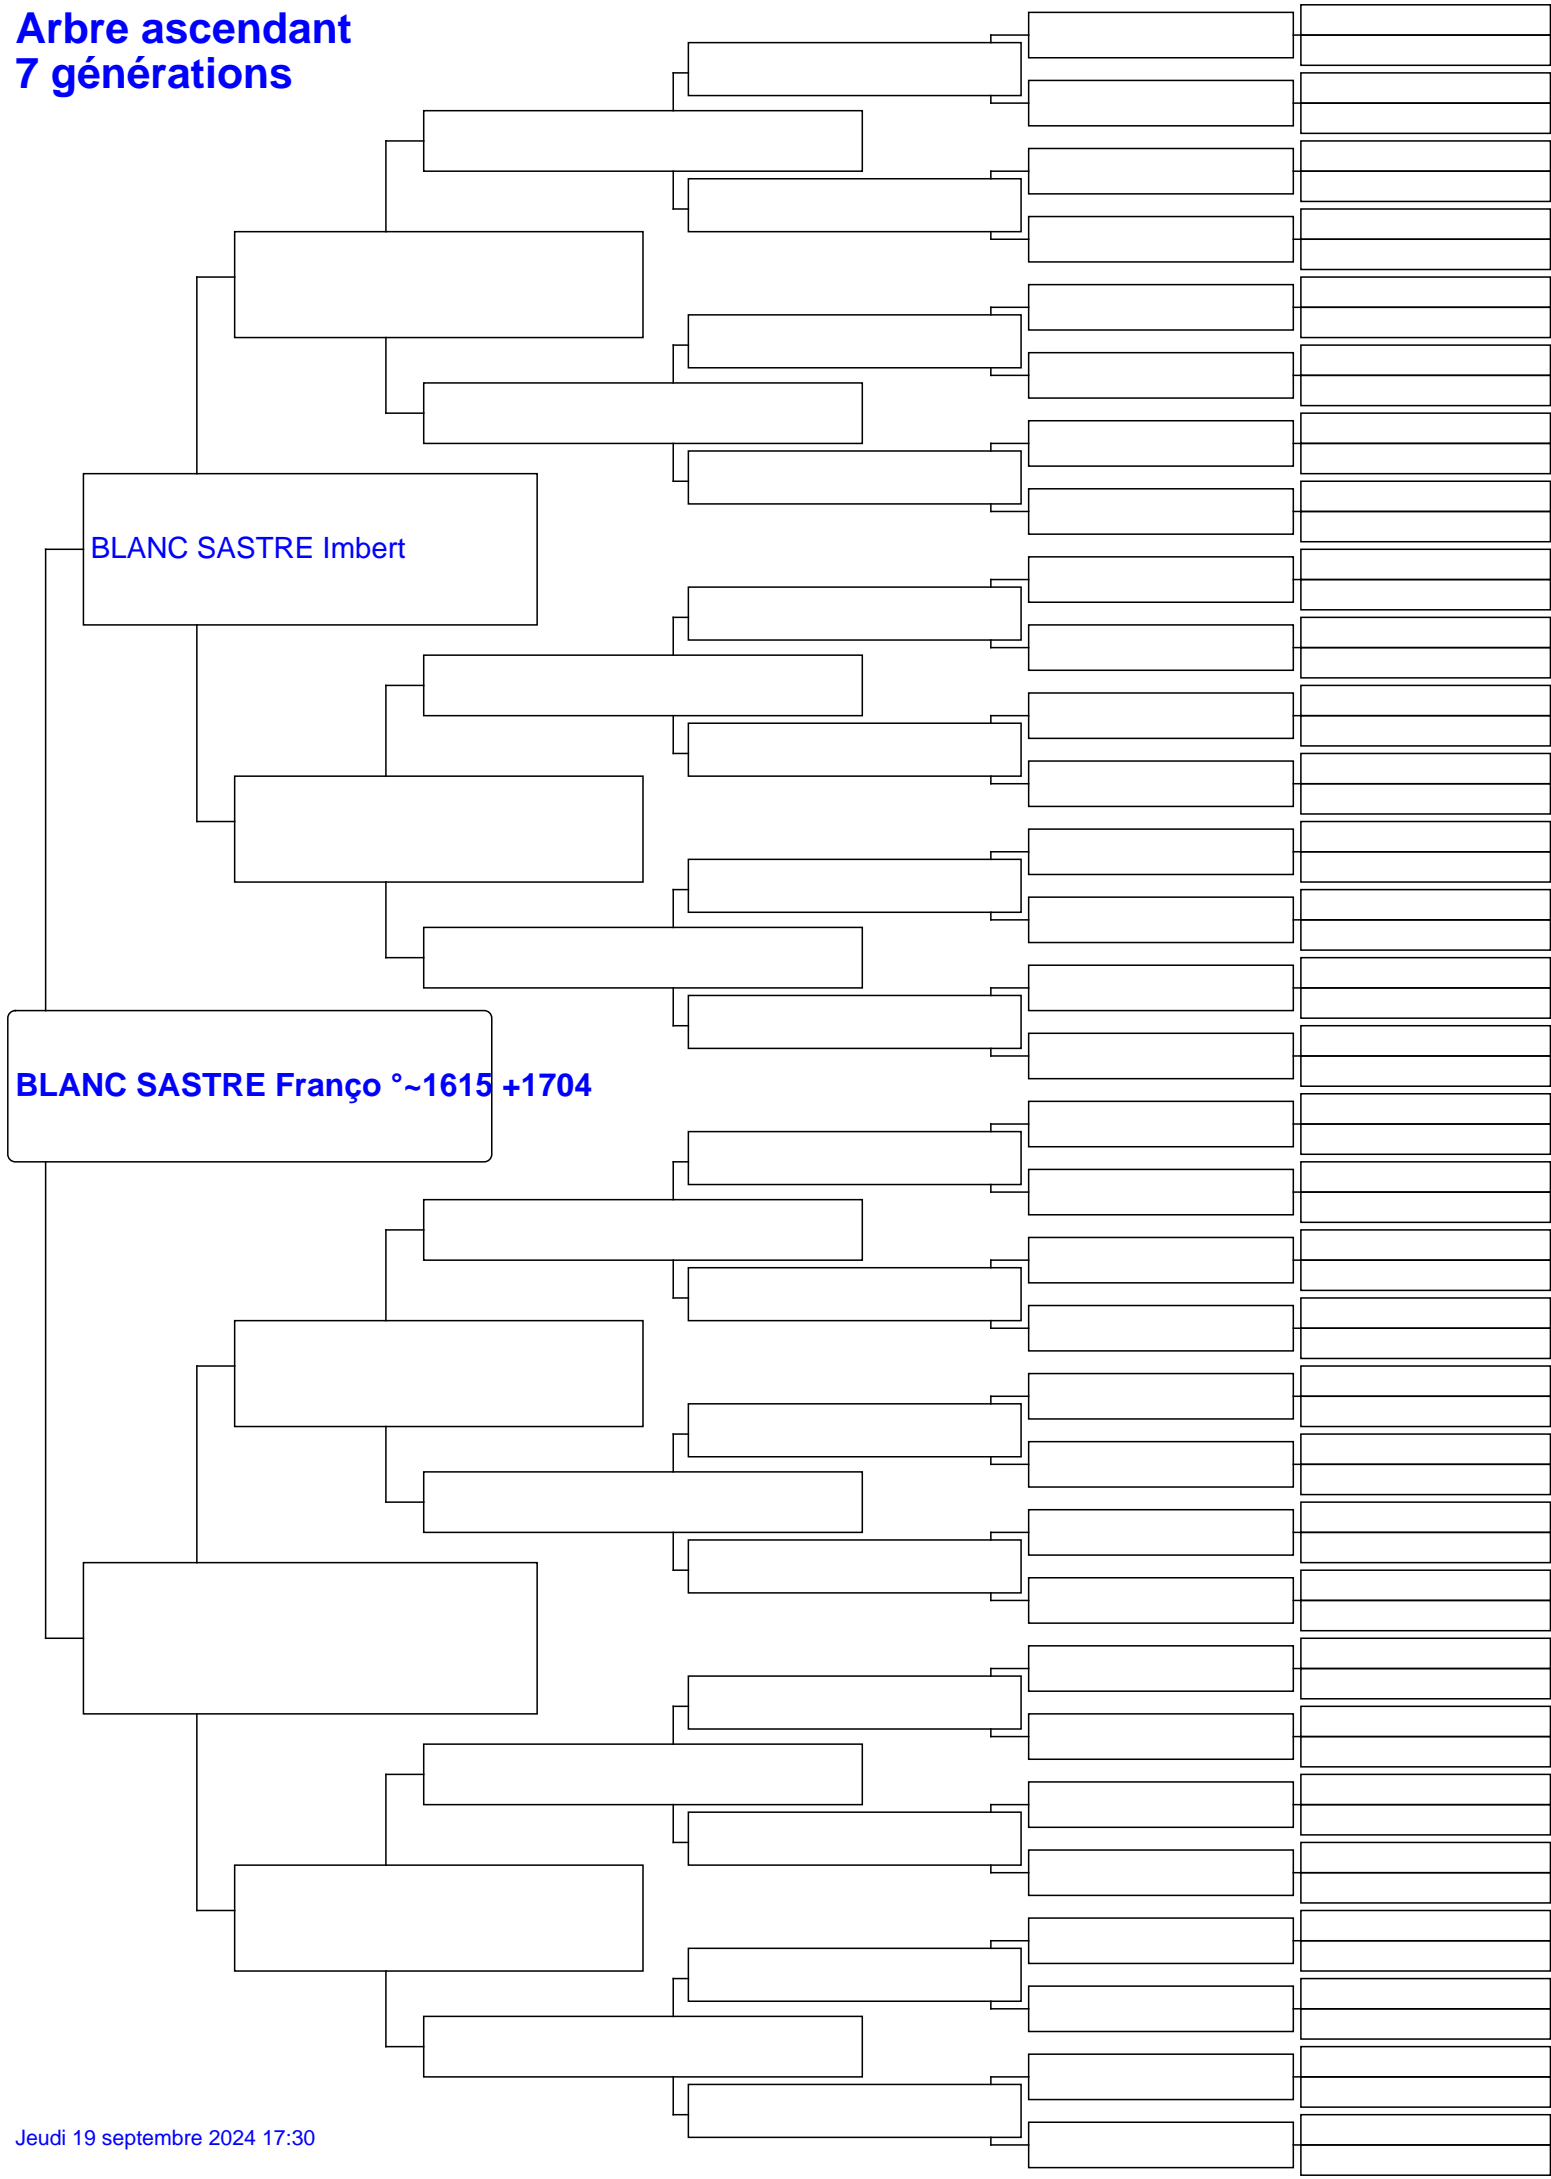 Arbre ascendant
7 générations
BLANC SASTRE Imbert
BLANC SASTRE Franço °~1615 +1704
Jeudi 19 septembre 2024 17:30